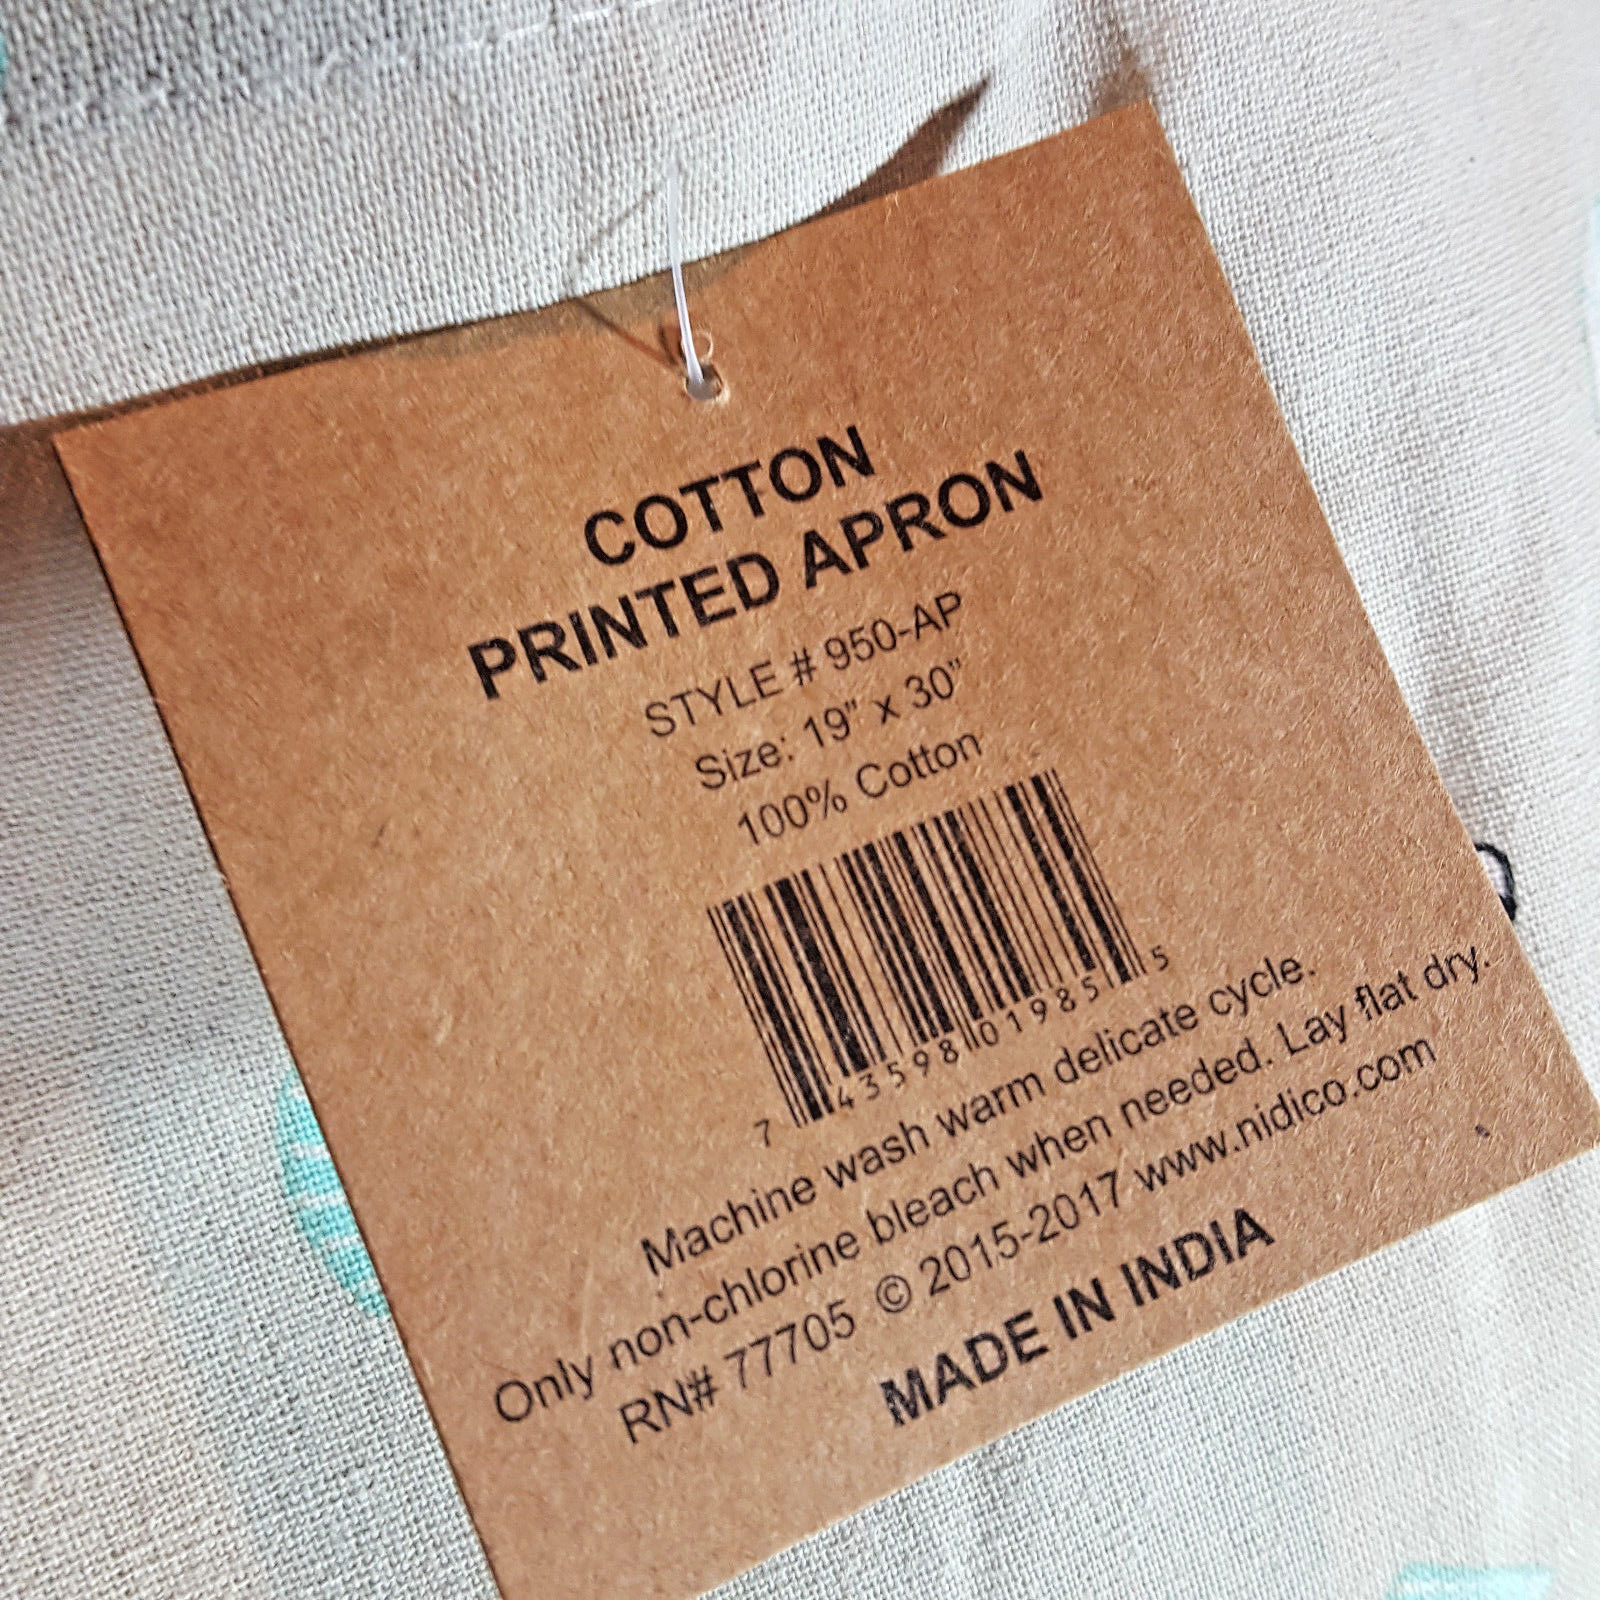 COTTON
PRINTED APRON
STYLE # 950-AP
Size: 19" x 30"
100% Cotton
7 43598 01985 5
Machine wash warm delicate cycle.
Only non-chlorine bleach when needed. Lay flat dry.
RN# 77705 © 2015-2017 www.nidico.com
MADE IN INDIA